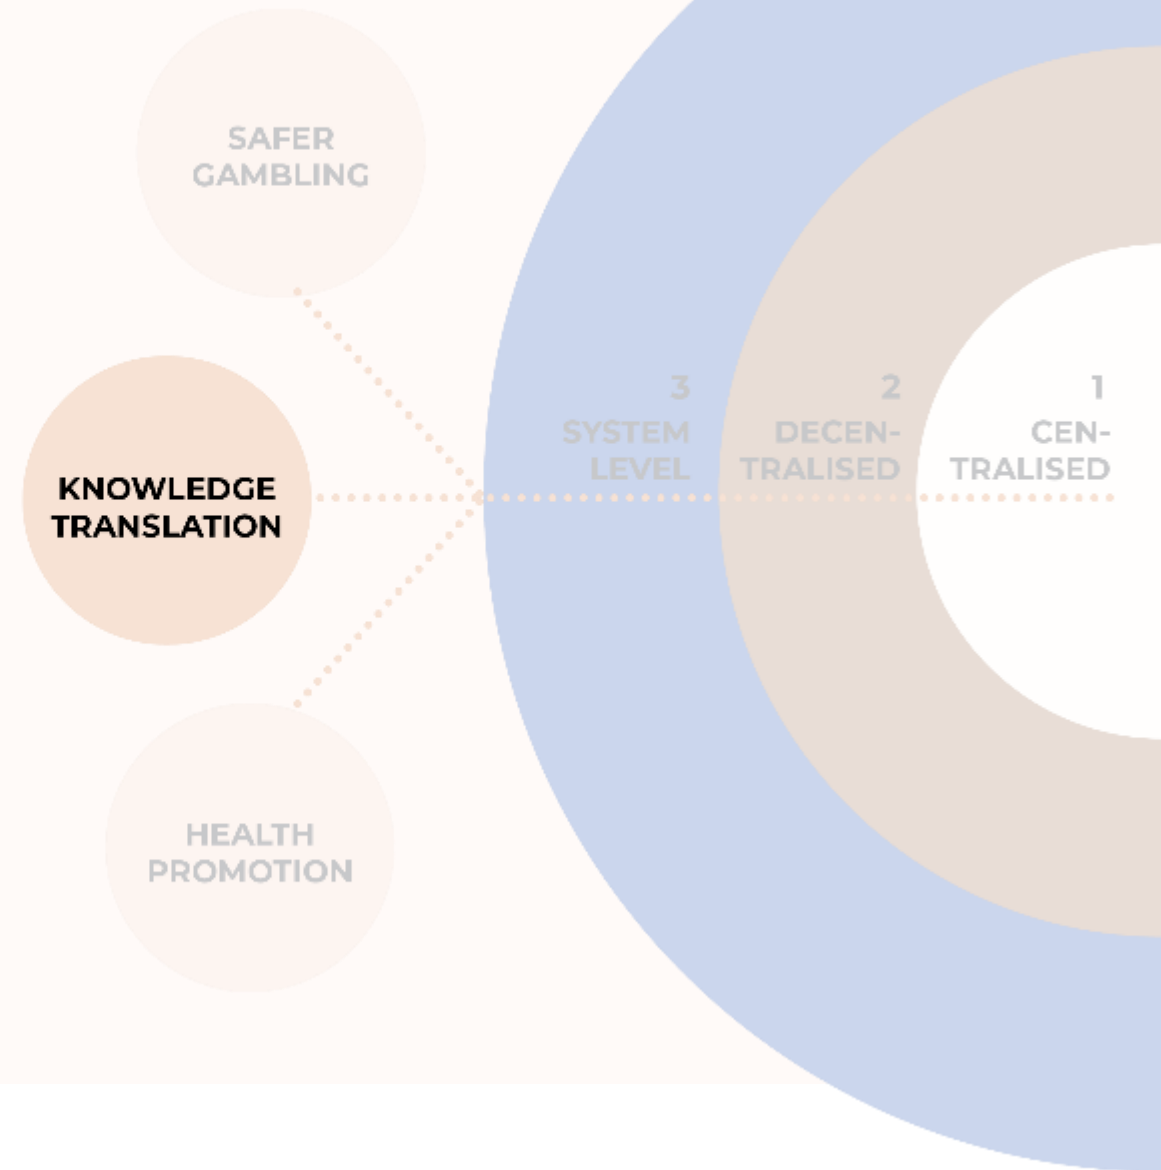 SAFER
GAMBLING
KNOWLEDGE
TRANSLATION
HEALTH
PROMOTION
3
SYSTEM
LEVEL
2
DECEN-
TRALISED
1
CEN-
TRALISED